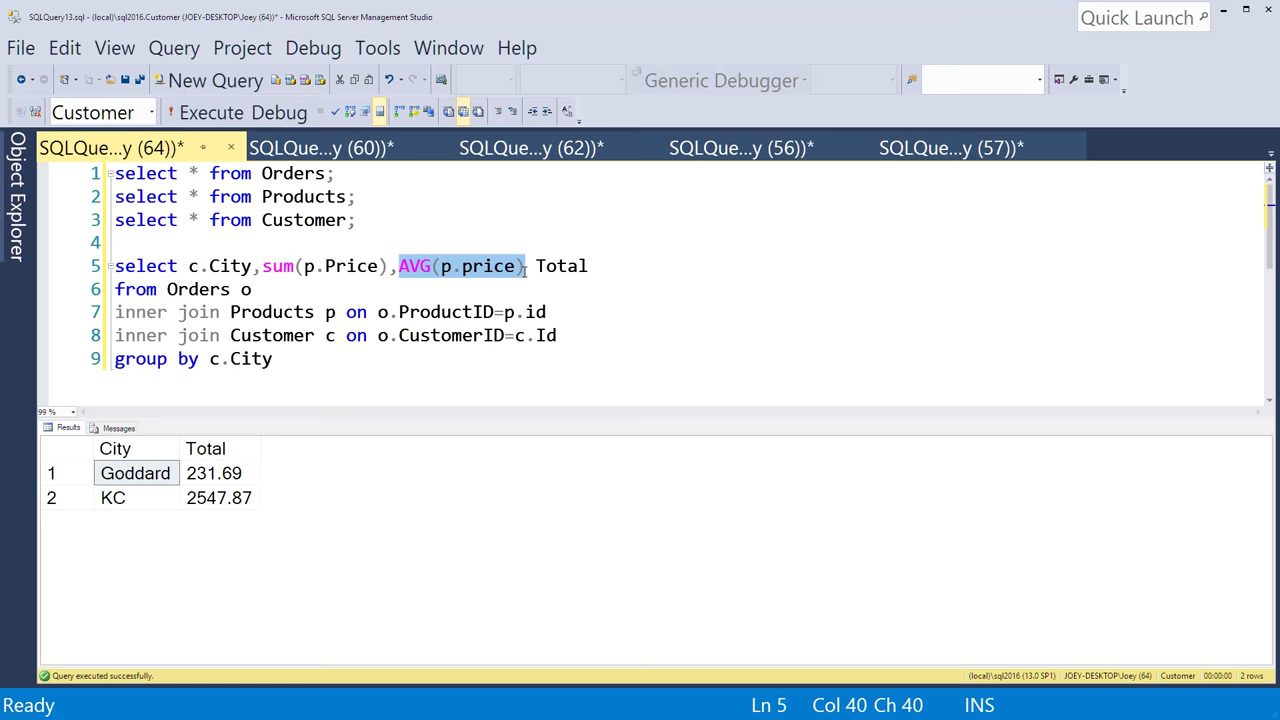 SQLQuery13.sql - (local)\sql2016.Customer (JOEY-DESKTOP\Joey (64))* - Microsoft SQL Server Management Studio
Quick Launch
File Edit View Query Project Debug Tools Window Help
New Query Generic Debugger
Customer Execute Debug
SQLQue...y (64))* SQLQue...y (60))* SQLQue...y (62))* SQLQue...y (56))* SQLQue...y (57))*
Object Explorer
1 select * from Orders;
2 select * from Products;
3 select * from Customer;
4
5 select c.City,sum(p.Price),AVG(p.price) Total
6 from Orders o
7 inner join Products p on o.ProductID=p.id
8 inner join Customer c on o.CustomerID=c.Id
9 group by c.City
99 %
Results Messages
City Total
1 Goddard 231.69
2 KC 2547.87
Query executed successfully. (local)\sql2016 (13.0 SP1) JOEY-DESKTOP\Joey (64) Customer 00:00:00 2 rows
Ready Ln 5 Col 40 Ch 40 INS